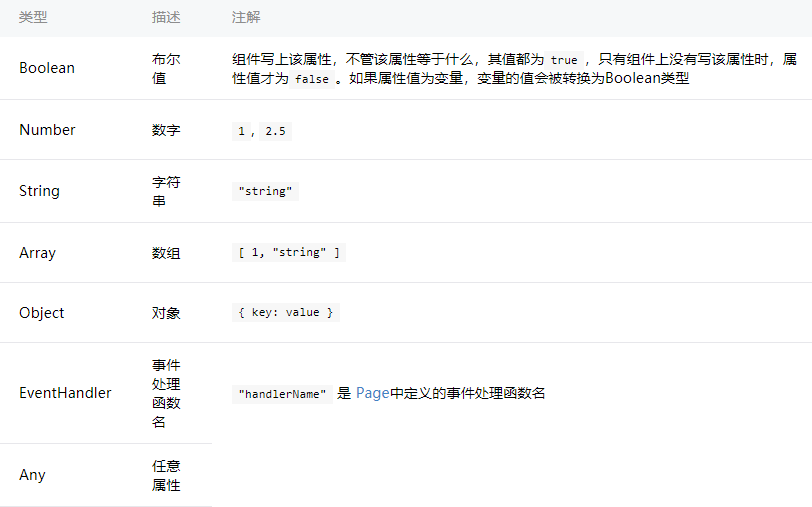 类型 描述 注解
Boolean 布尔值 组件写上该属性，不管该属性等于什么，其值都为 true ，只有组件上没有写该属性时，属性值才为 false 。如果属性值为变量，变量的值会被转换为Boolean类型
Number 数字 1 , 2.5
String 字符串 "string"
Array 数组 [ 1, "string" ]
Object 对象 { key: value }
EventHandler 事件处理函数名 "handlerName" 是 Page中定义的事件处理函数名
Any 任意属性